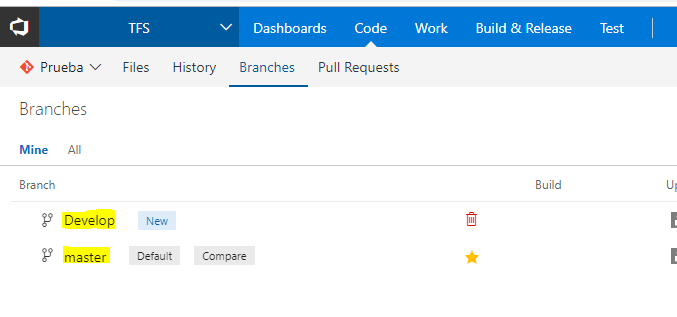 TFS Dashboards Code Work Build & Release Test
Prueba Files History Branches Pull Requests
Branches
Mine All
Branch Build
Develop New
master Default Compare